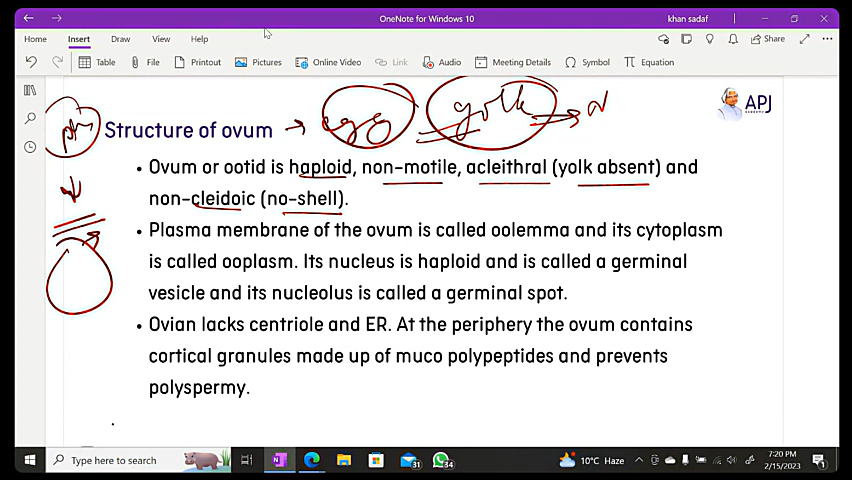 OneNote for Windows 10
khan sadaf
Home Insert Draw View Help
Share
Table File Printout Pictures Online Video Link Audio Meeting Details Symbol Equation
egg
yolk
Structure of ovum
APJ
• Ovum or ootid is haploid, non-motile, acleithral (yolk absent) and
non-cleidoic (no-shell).
• Plasma membrane of the ovum is called oolemma and its cytoplasm
is called ooplasm. Its nucleus is haploid and is called a germinal
vesicle and its nucleolus is called a germinal spot.
• Ovian lacks centriole and ER. At the periphery the ovum contains
cortical granules made up of muco polypeptides and prevents
polyspermy.
Type here to search
31
34
10°C Haze
7:20 PM
2/15/2023
1